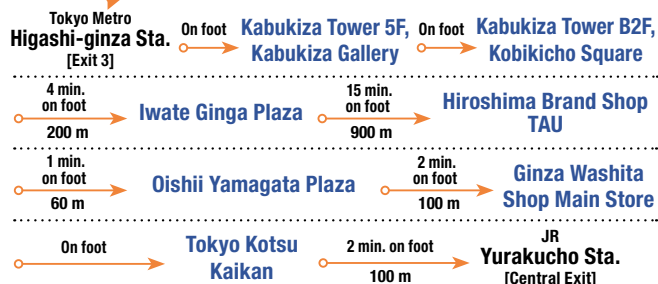 Tokyo Metro
Higashi-ginza Sta.
[Exit 3]
On foot
Kabukiza Tower 5F,
Kabukiza Gallery
On foot
Kabukiza Tower B2F,
Kobikicho Square
4 min.
on foot
200 m
Iwate Ginga Plaza
15 min.
on foot
900 m
Hiroshima Brand Shop
TAU
1 min.
on foot
60 m
Oishii Yamagata Plaza
2 min.
on foot
100 m
Ginza Washita
Shop Main Store
On foot
Tokyo Kotsu
Kaikan
2 min. on foot
100 m
JR
Yurakucho Sta.
[Central Exit]